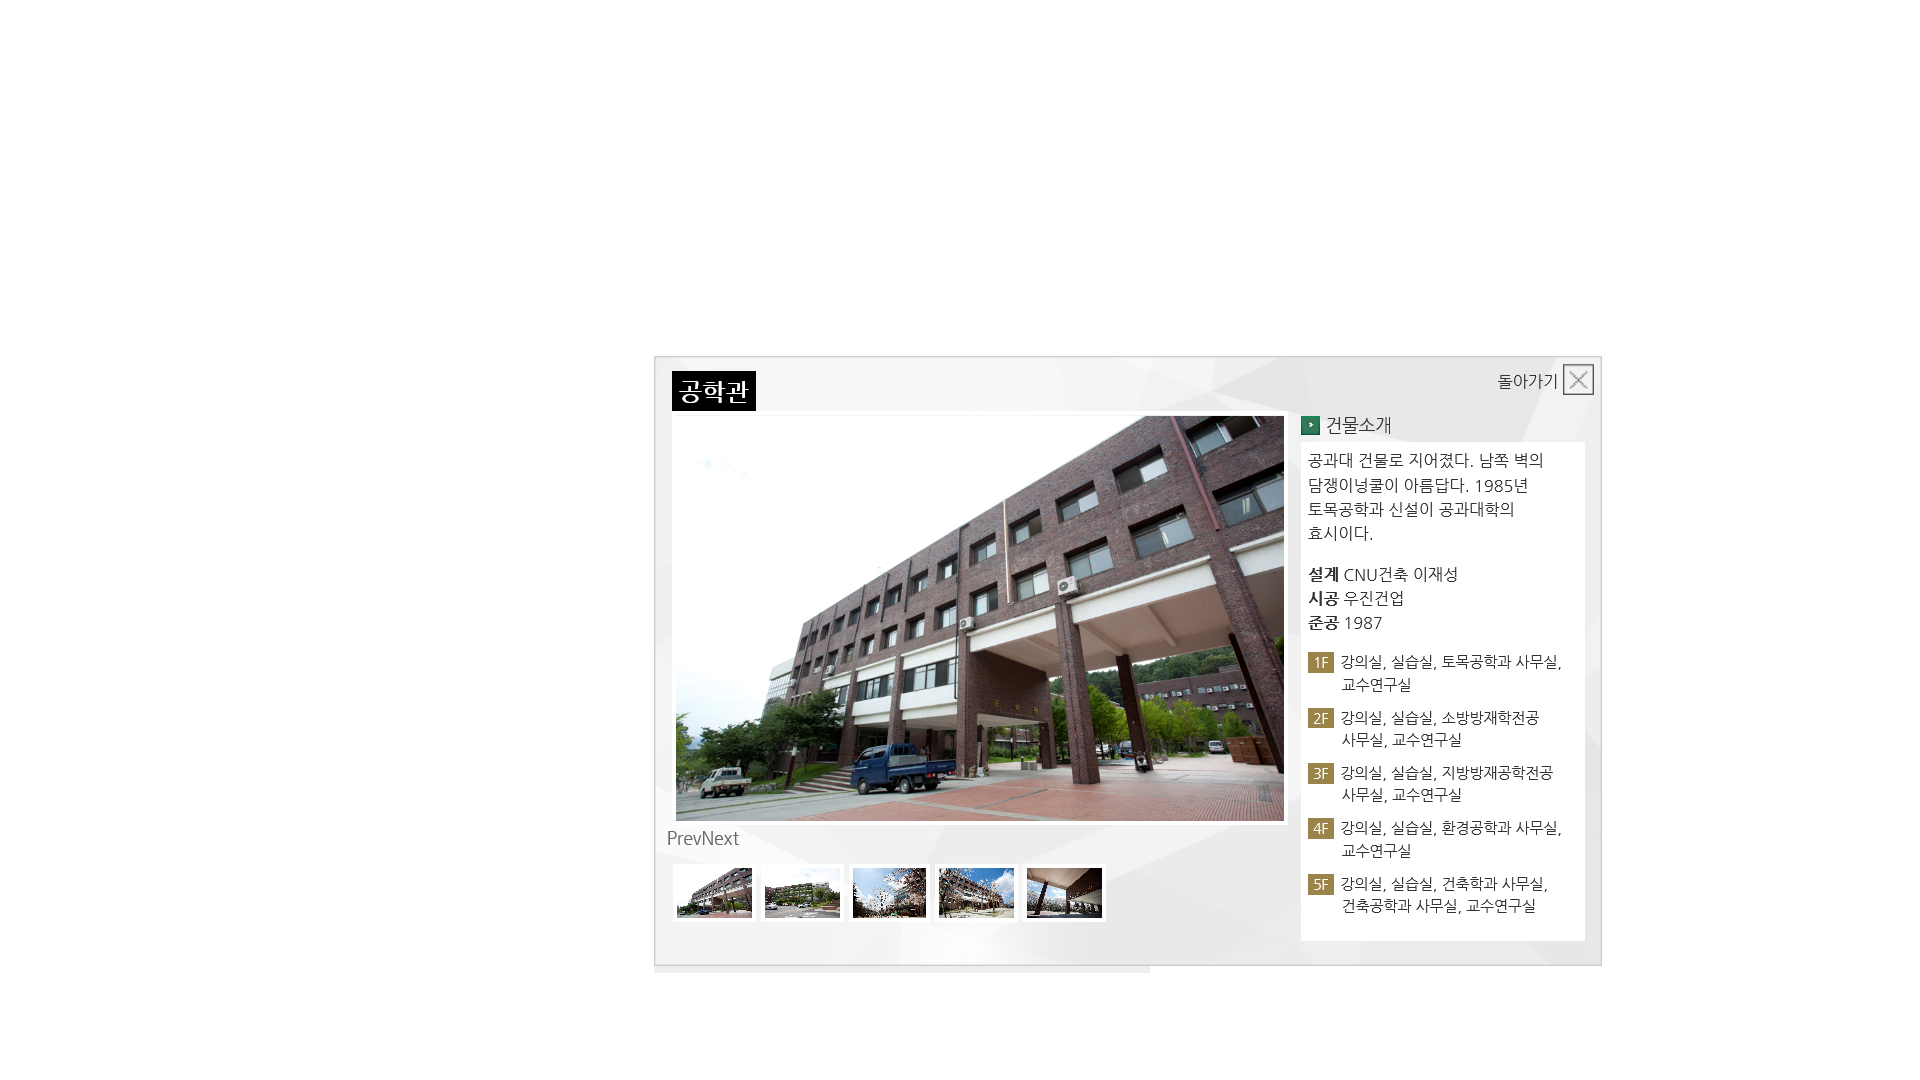 공학관
돌아가기
건물소개
공과대 건물로 지어졌다. 남쪽 벽의
담쟁이넝쿨이 아름답다. 1985년
토목공학과 신설이 공과대학의
효시이다.
설계 CNU건축 이재성
시공 우진건업
준공 1987
1F 강의실, 실습실, 토목공학과 사무실,
교수연구실
2F 강의실, 실습실, 소방방재학전공
사무실, 교수연구실
3F 강의실, 실습실, 지방방재공학전공
사무실, 교수연구실
4F 강의실, 실습실, 환경공학과 사무실,
교수연구실
5F 강의실, 실습실, 건축학과 사무실,
건축공학과 사무실, 교수연구실
공학관
PrevNext